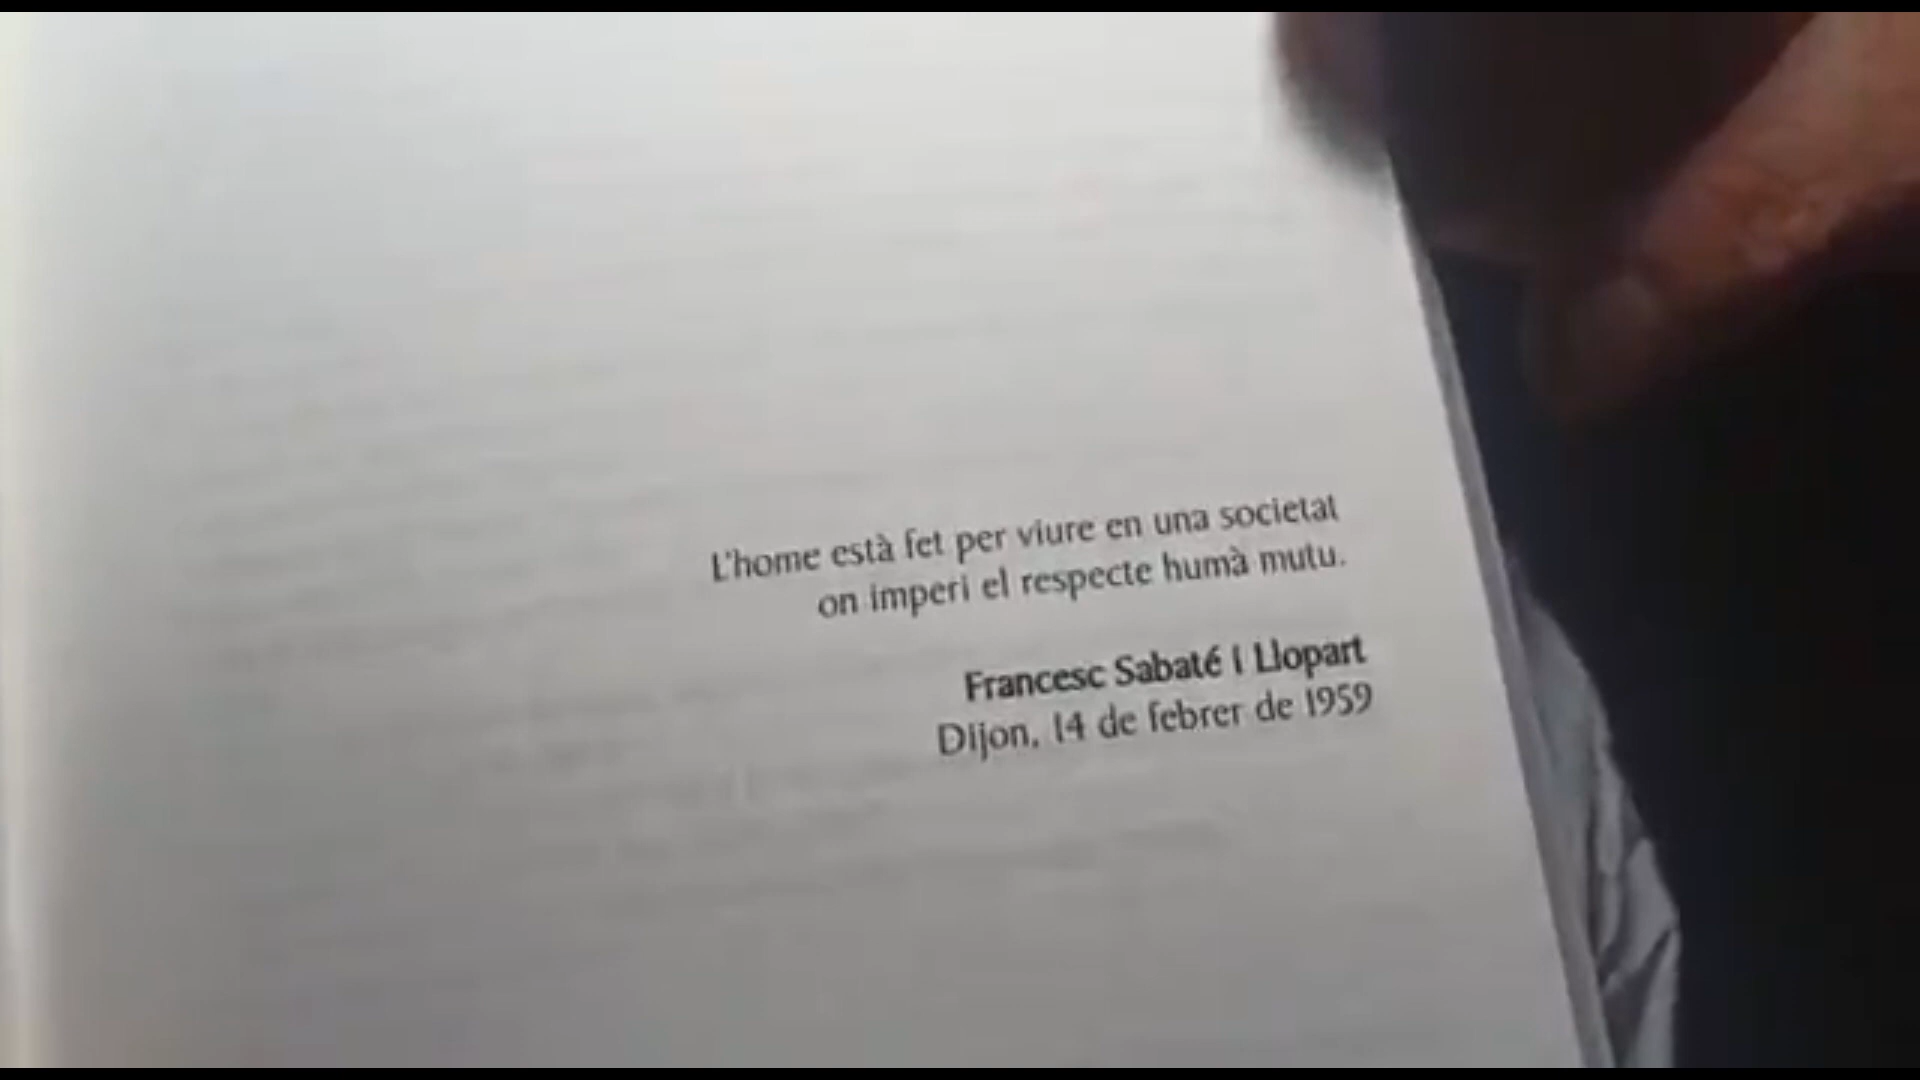 L'home està fet per viure en una societat
on imperi el respecte humà mutu.
Francesc Sabaté i Llopart
Dijon, 14 de febrer de 1959